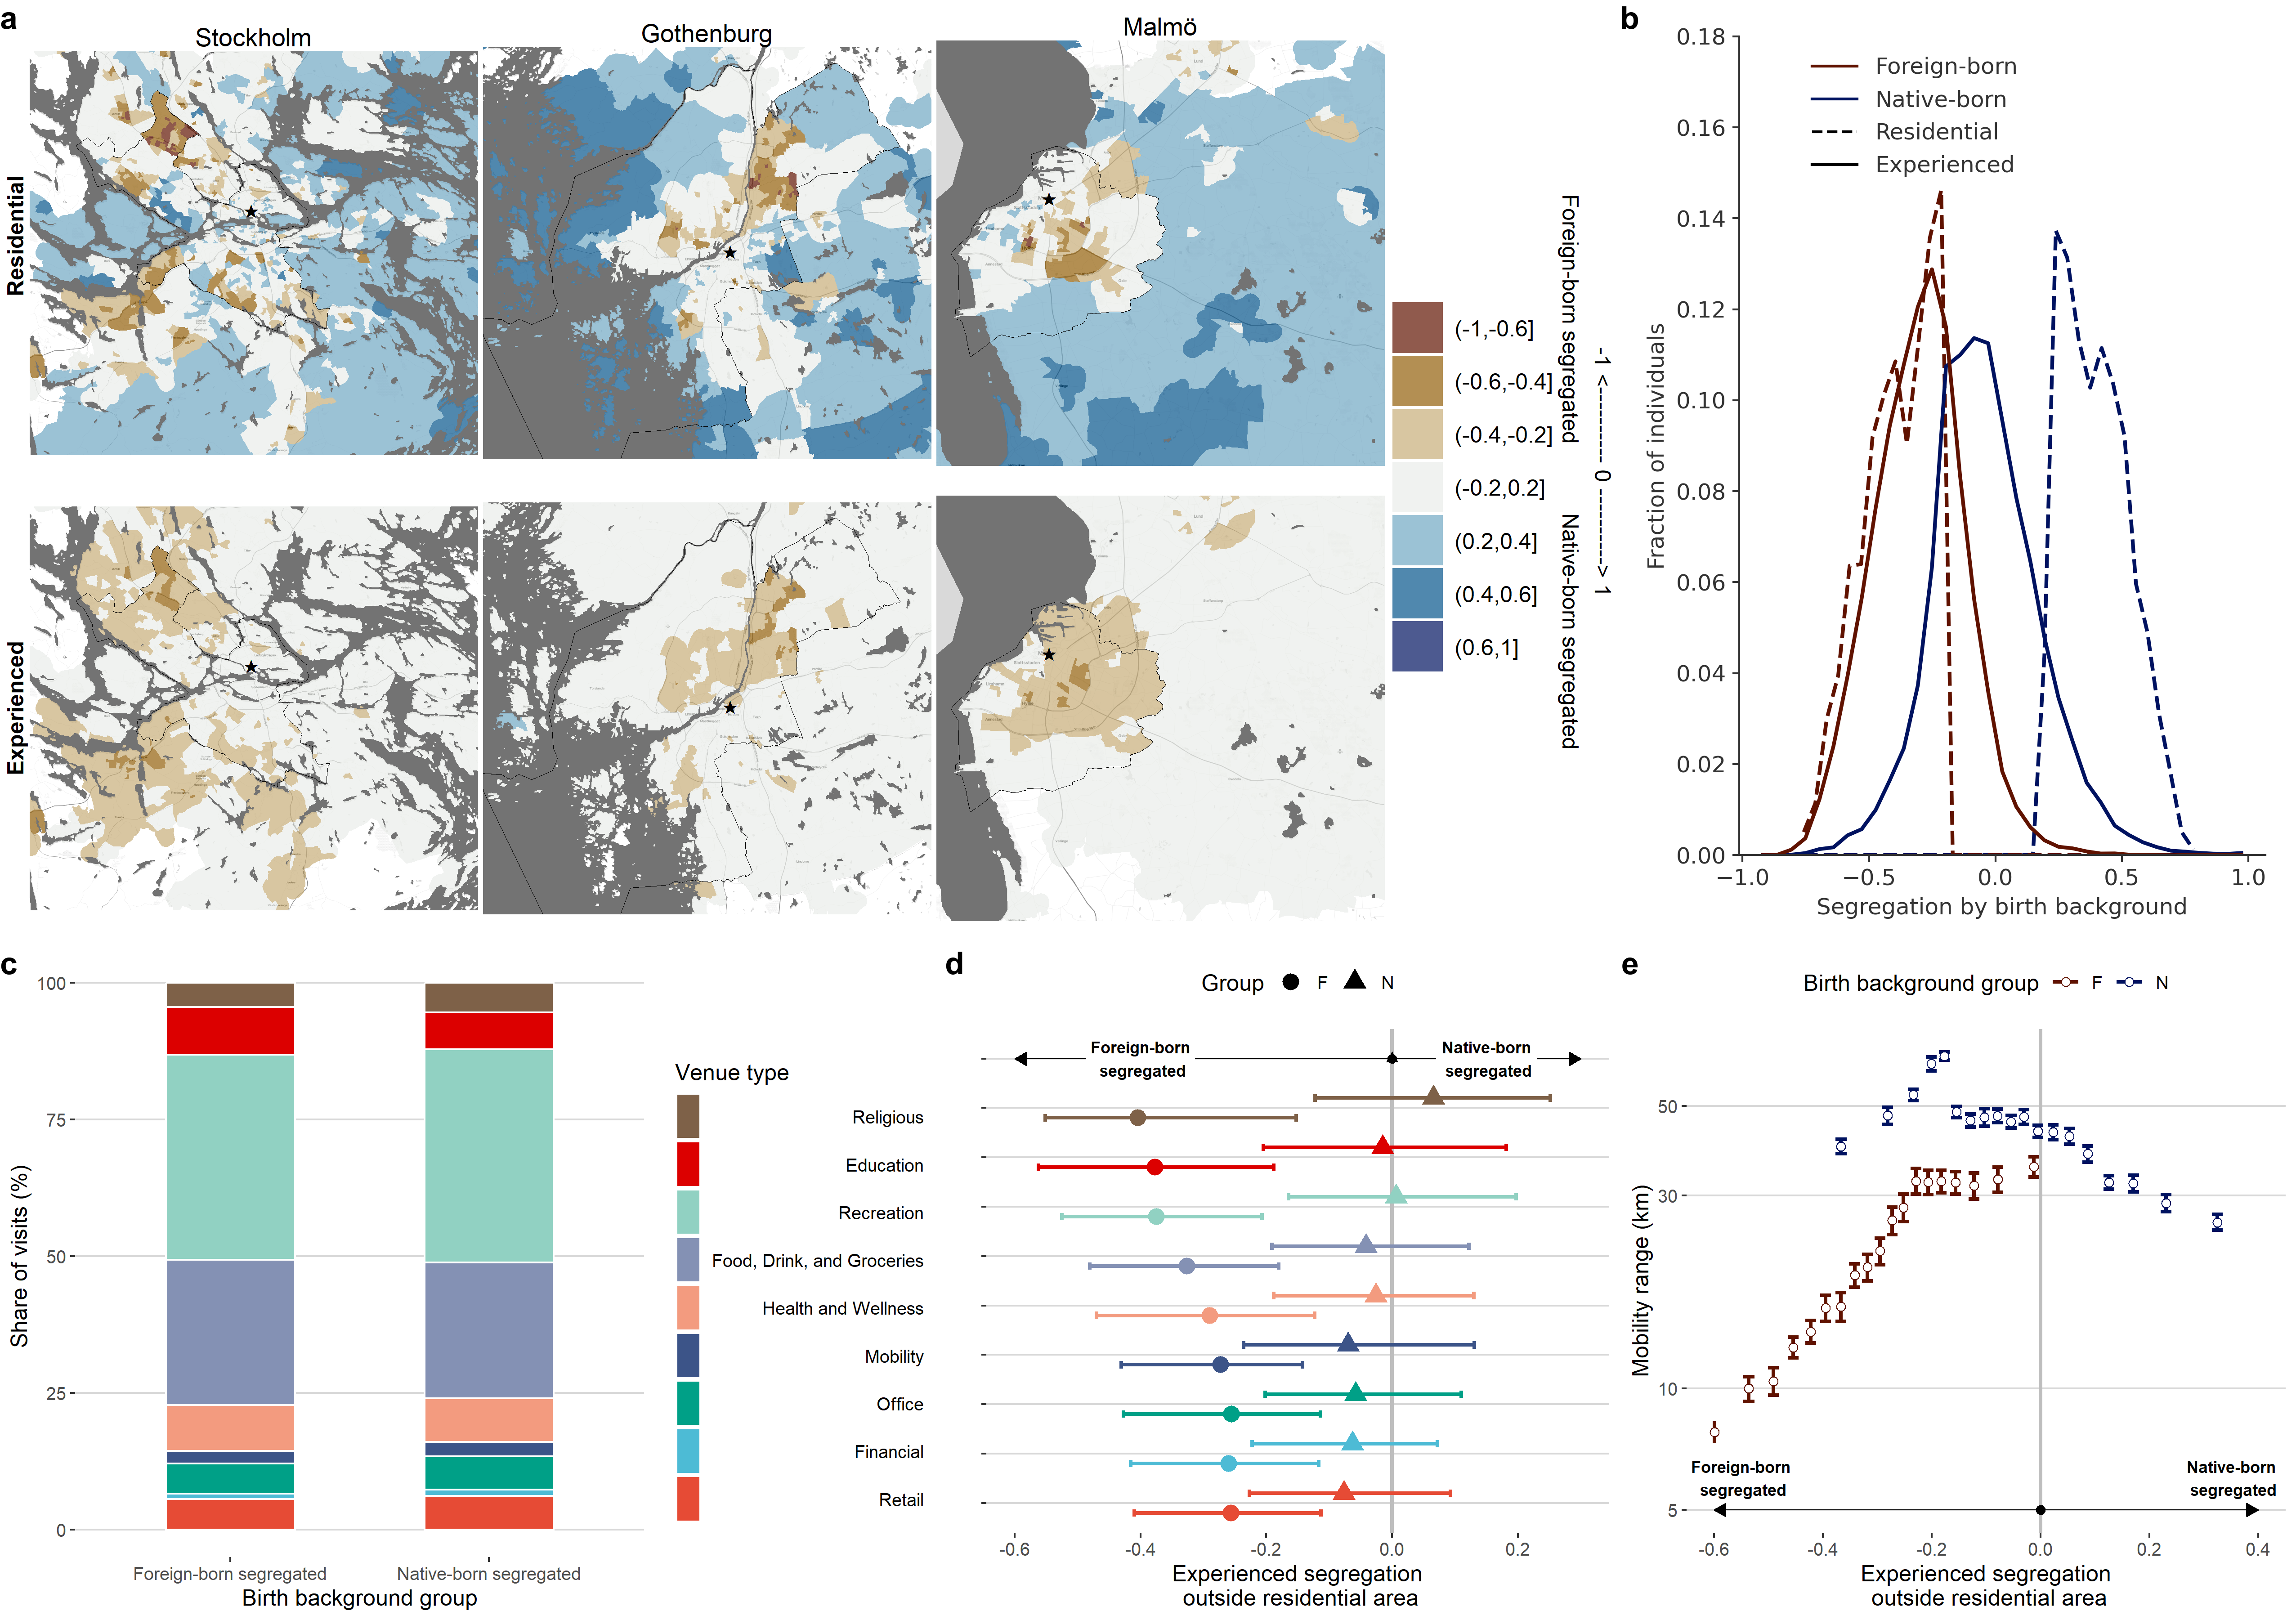 a
Stockholm
Gothenburg
Malmö
Residential
Experienced
(-1,-0.6]
(-0.6,-0.4]
(-0.4,-0.2]
(-0.2,0.2]
(0.2,0.4]
(0.4,0.6]
(0.6,1]
Foreign-born segregated
Native-born segregated
-1 <---------- 0 ----------> 1
b
Foreign-born
Native-born
Residential
Experienced
0.18
0.16
0.14
0.12
0.10
0.08
0.06
0.04
0.02
0.00
Fraction of individuals
−1.0 −0.5 0.0 0.5 1.0
Segregation by birth background
c
100
75
50
25
0
Share of visits (%)
Foreign-born segregated Native-born segregated
Birth background group
Venue type
d
Group F N
Foreign-born
segregated
Native-born
segregated
Religious
Education
Recreation
Food, Drink, and Groceries
Health and Wellness
Mobility
Office
Financial
Retail
-0.6 -0.4 -0.2 0.0 0.2
Experienced segregation
outside residential area
e
Birth background group F N
50
30
10
5
Mobility range (km)
Foreign-born
segregated
Native-born
segregated
-0.6 -0.4 -0.2 0.0 0.2 0.4
Experienced segregation
outside residential area